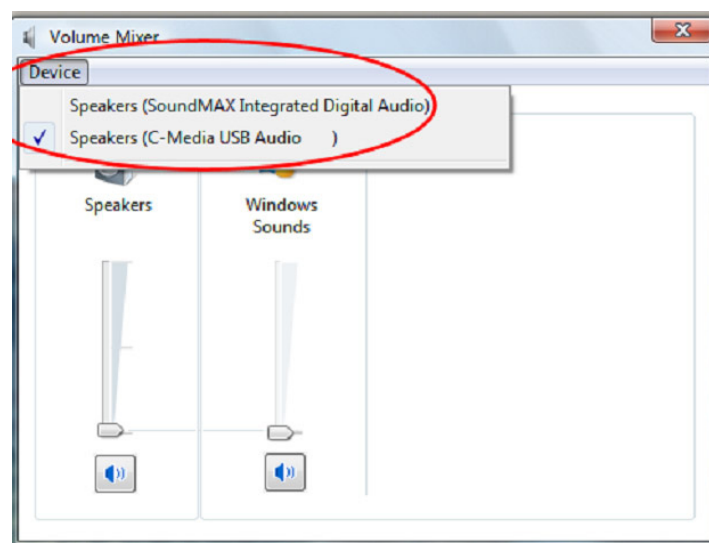 Volume Mixer
Device
Speakers (SoundMAX Integrated Digital Audio)
Speakers (C-Media USB Audio )
Speakers
Windows
Sounds